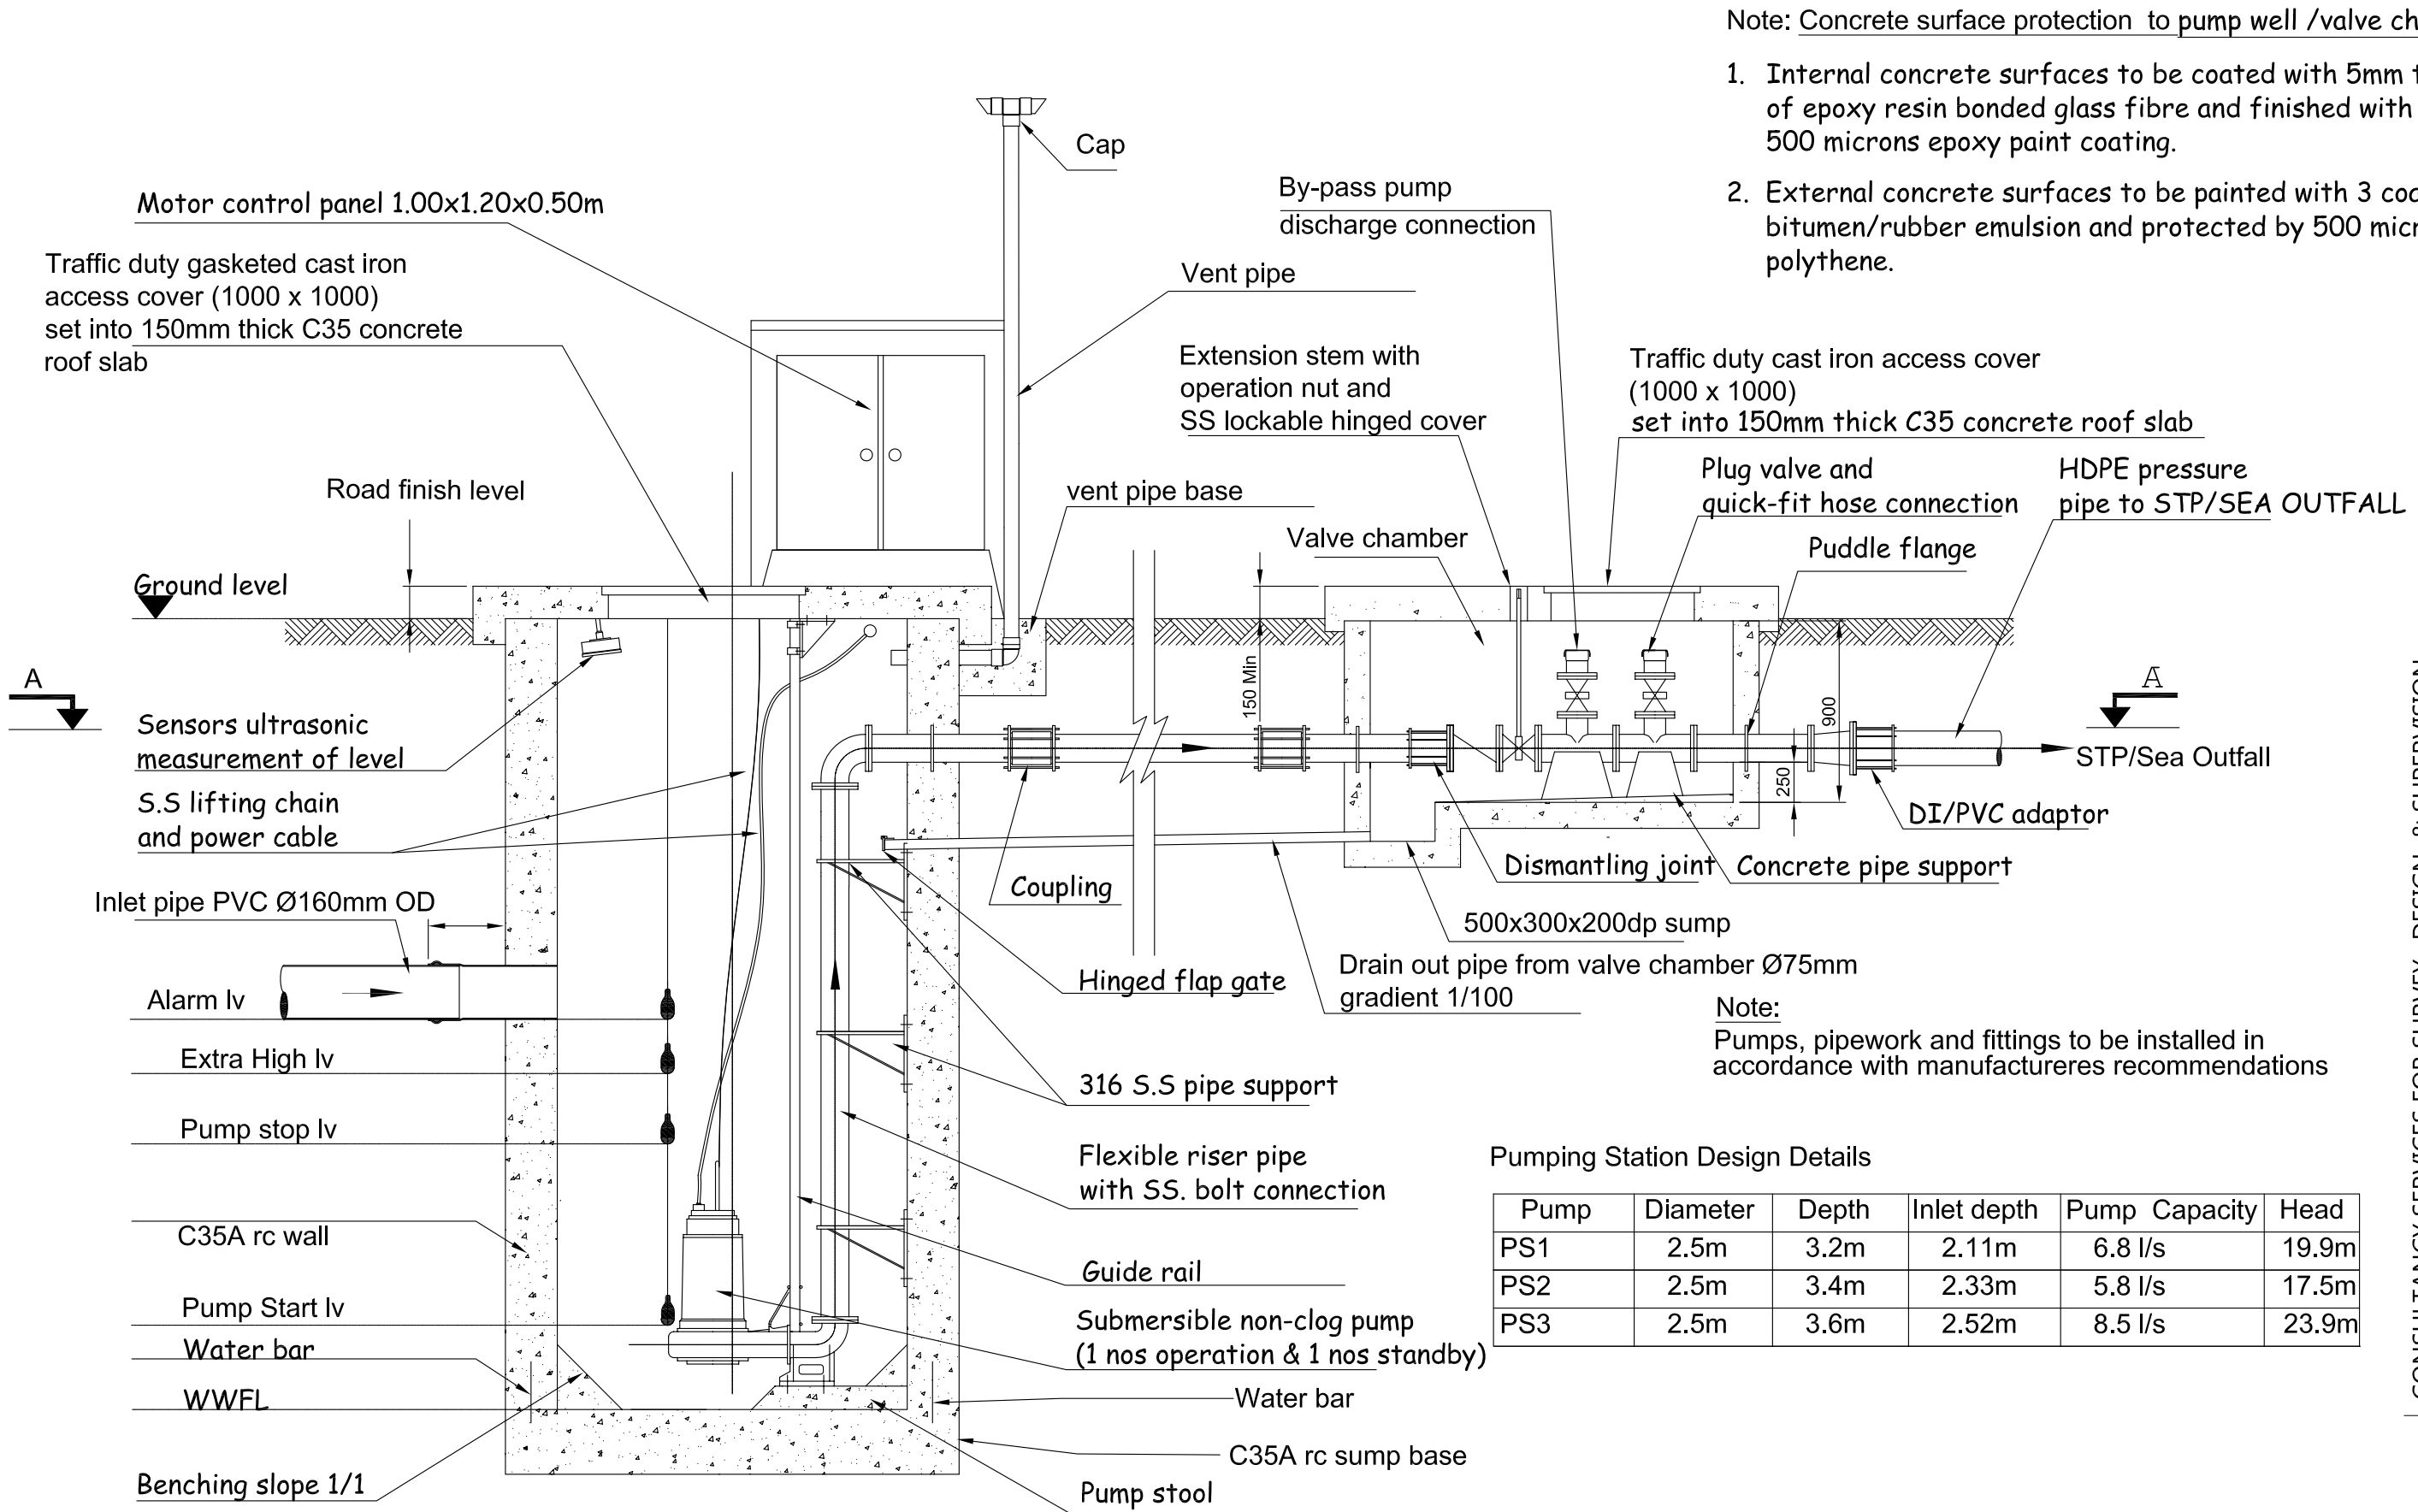 Note: Concrete surface protection to pump well /valve ch
1. Internal concrete surfaces to be coated with 5mm
of epoxy resin bonded glass fibre and finished with
500 microns epoxy paint coating.
2. External concrete surfaces to be painted with 3
bitumen/rubber emulsion and protected by 500
polythene.
Cap
Motor control panel 1.00x1.20x0.50m
By-pass pump
discharge connection
Traffic duty gasketed cast iron
access cover (1000 x 1000)
set into 150mm thick C35 concrete
roof slab
Vent pipe
Extension stem with
operation nut and
SS lockable hinged cover
Traffic duty cast iron access cover
(1000 x 1000)
set into 150mm thick C35 concrete roof slab
Road finish level
vent pipe base
Plug valve and
quick-fit hose connection
HDPE pressure
pipe to STP/SEA OUTFALL
Valve chamber
Puddle flange
Ground level
A
A
150 Min
900
250
Sensors ultrasonic
measurement of level
STP/Sea Outfall
S.S lifting chain
and power cable
DI/PVC adaptor
Dismantling joint
Concrete pipe support
Coupling
Inlet pipe PVC Ø160mm OD
500x300x200dp sump
Hinged flap gate
Drain out pipe from valve chamber Ø75mm
gradient 1/100
Alarm lv
Note:
Pumps, pipework and fittings to be installed in
accordance with manufactureres recommendations
Extra High lv
316 S.S pipe support
Pump stop lv
Flexible riser pipe
with SS. bolt connection
Pumping Station Design Details
Pump Diameter Depth Inlet depth Pump Capacity Head
PS1 2.5m 3.2m 2.11m 6.8 l/s 19.9m
PS2 2.5m 3.4m 2.33m 5.8 l/s 17.5m
PS3 2.5m 3.6m 2.52m 8.5 l/s 23.9m
C35A rc wall
Guide rail
Pump Start lv
Submersible non-clog pump
(1 nos operation & 1 nos standby)
Water bar
WWFL
Water bar
C35A rc sump base
Benching slope 1/1
Pump stool
CONSULTANCY SERVICES FOR SURVEY, DESIGN & SUPERVISION